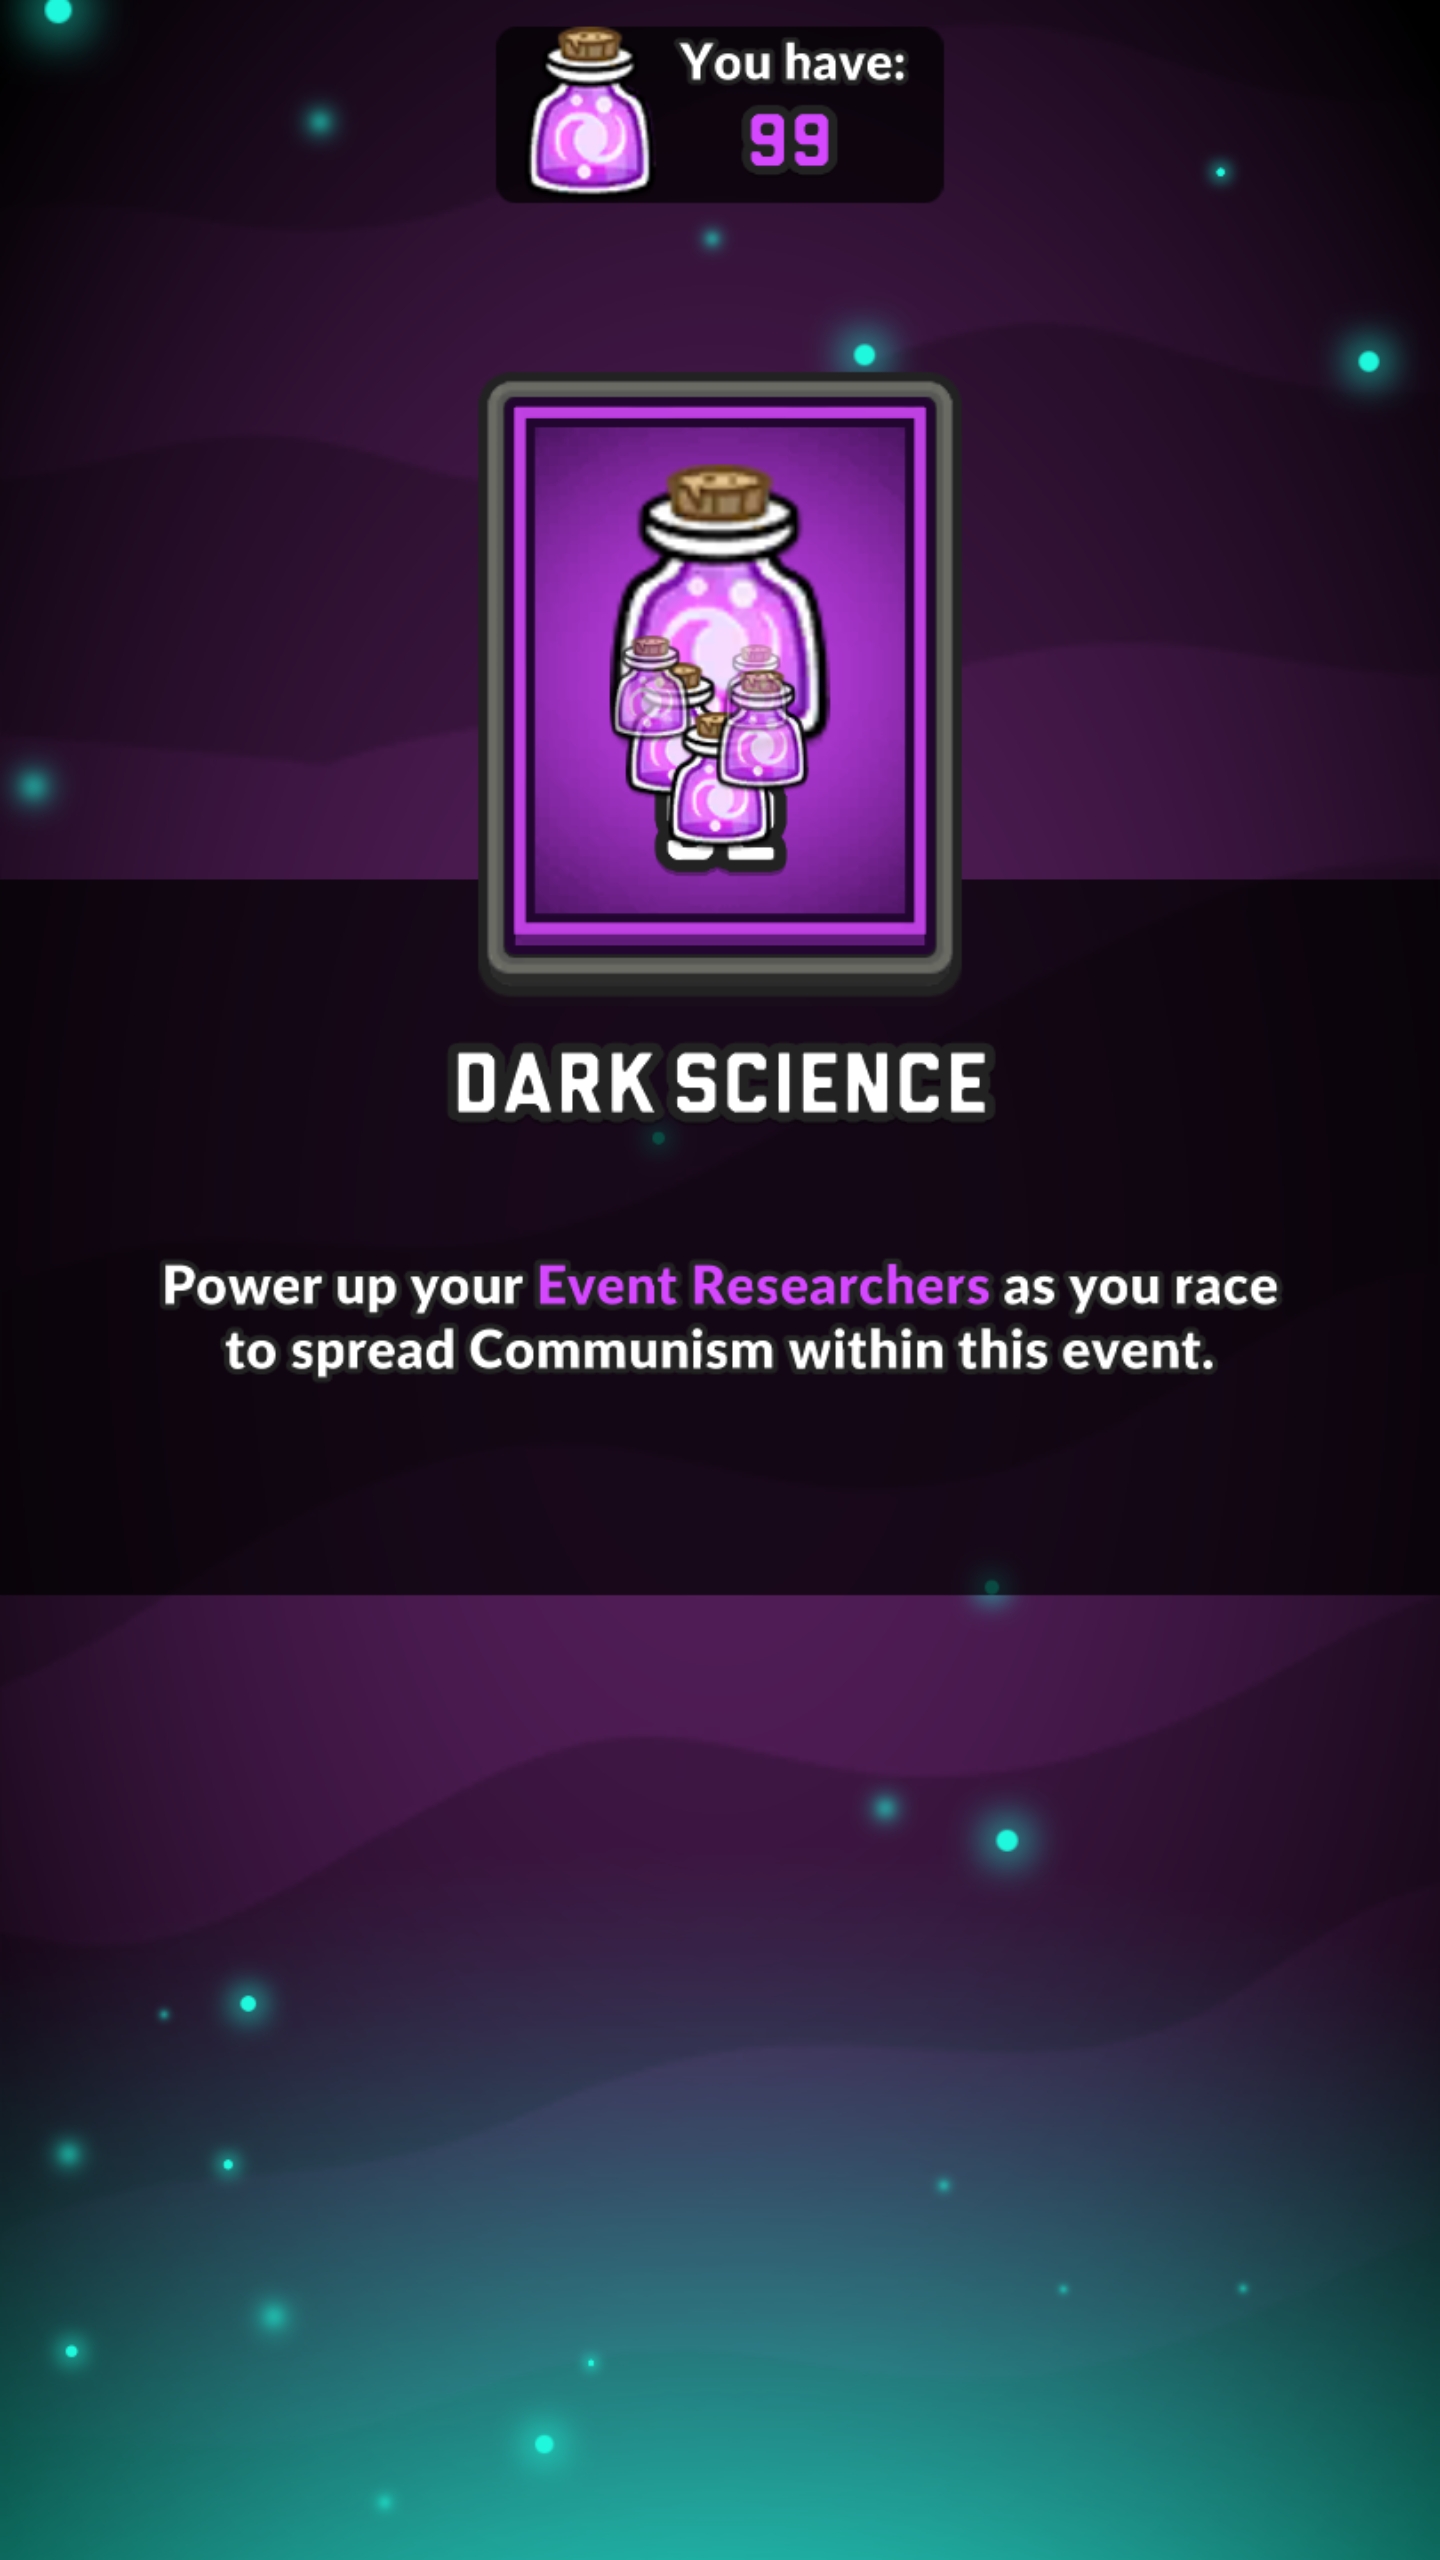 You have:
99
DARK SCIENCE
Power up your Event Researchers as you race
to spread Communism within this event.